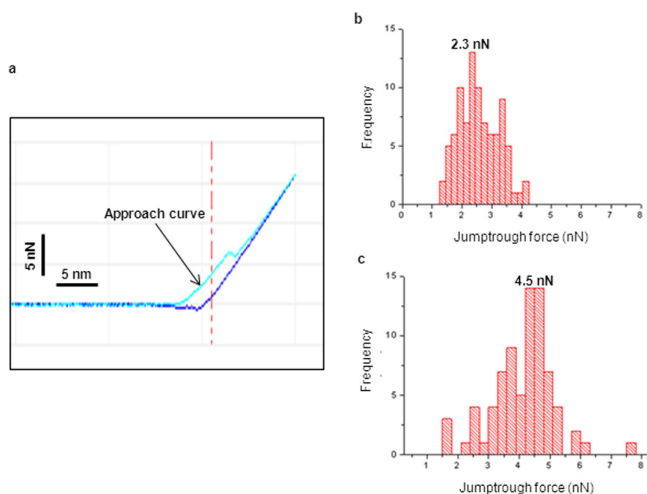 a
Approach curve
5 nN
5 nm
b
2.3 nN
15
10
5
0
Frequency
0 1 2 3 4 5 6 7 8
Jumptrough force (nN)
c
4.5 nN
15
10
5
0
Frequency
1 2 3 4 5 6 7 8
Jumptrough force (nN)